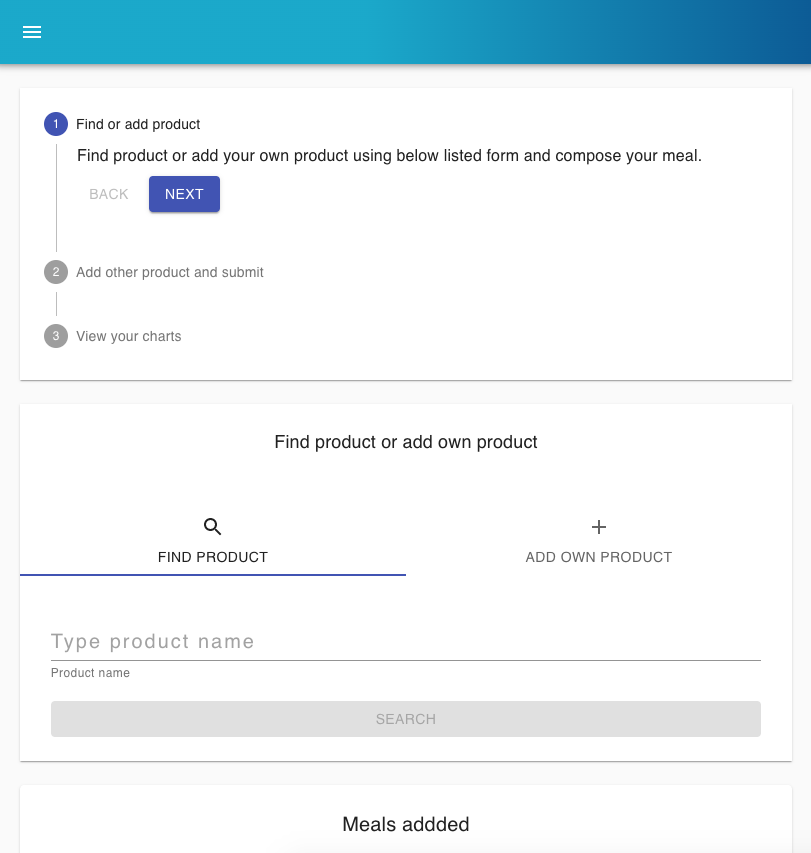 1 Find or add product
Find product or add your own product using below listed form and compose your meal.
BACK NEXT
2 Add other product and submit
3 View your charts
Find product or add own product
FIND PRODUCT ADD OWN PRODUCT
Type product name
Product name
SEARCH
Meals addded